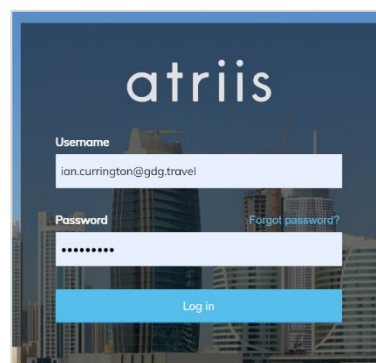 atriis
Username
ian.currington@gdg.travel
Password Forgot password?
•••••••••
Log in